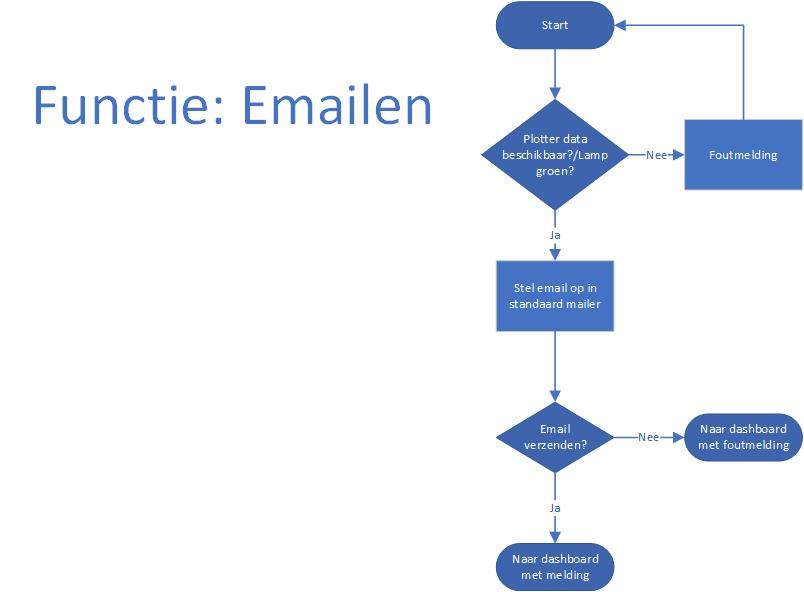 Functie: Emailen
Start
Plotter data
beschikbaar?/Lamp
groen?
Nee
Foutmelding
Ja
Stel email op in
standaard mailer
Email
verzenden?
Nee
Naar dashboard
met foutmelding
Ja
Naar dashboard
met melding